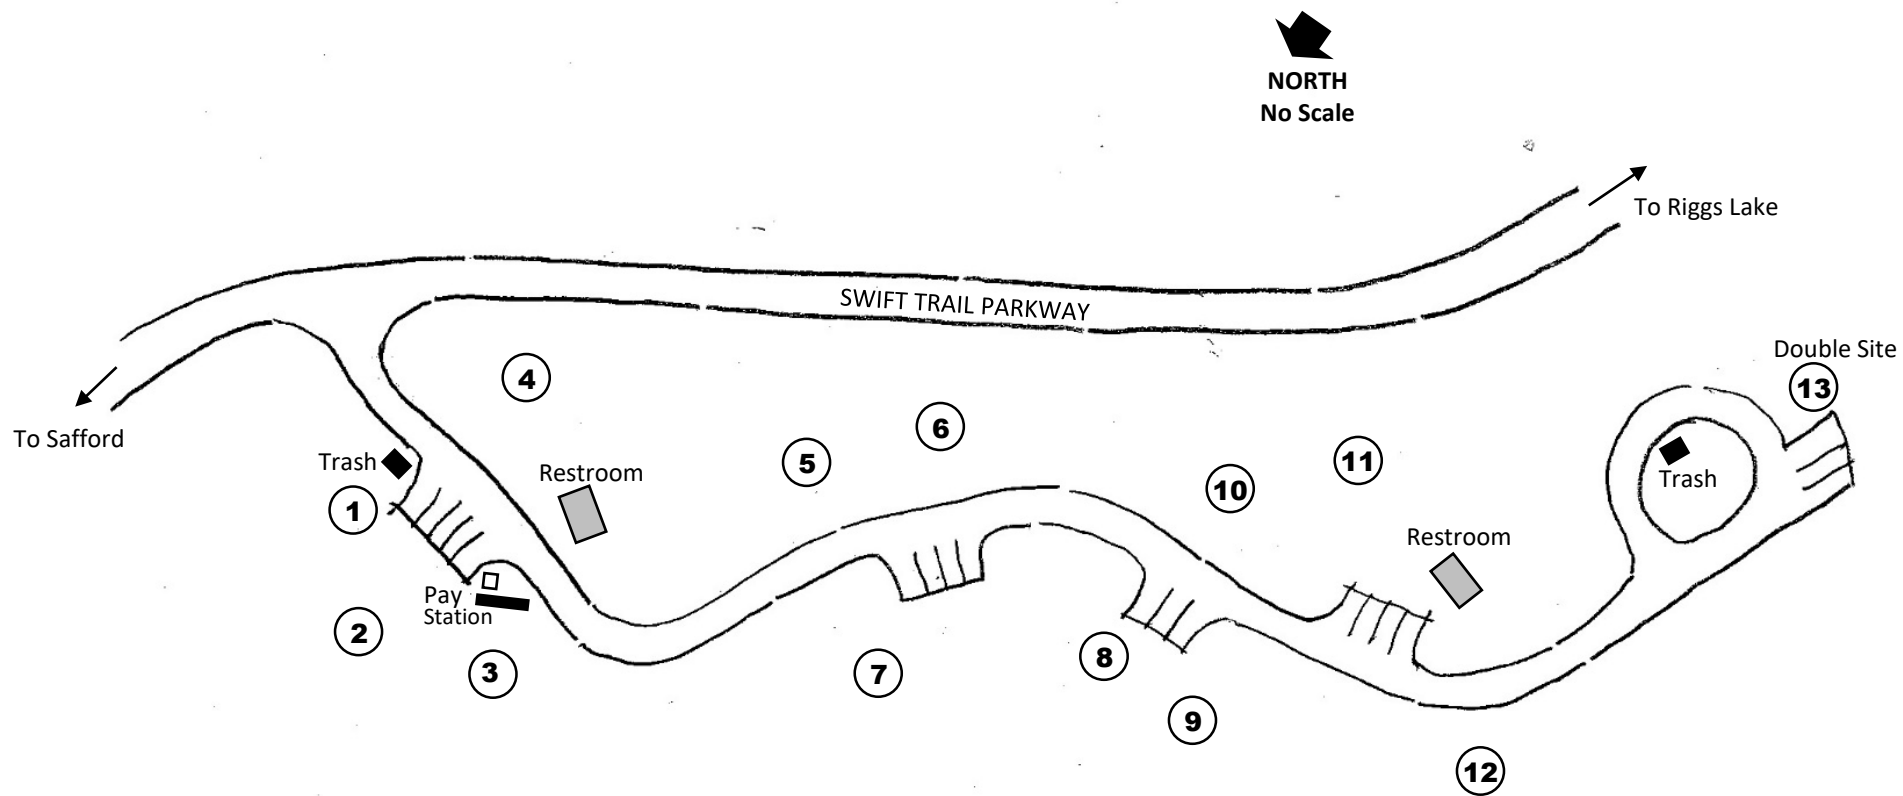 NORTH
No Scale
To Riggs Lake
SWIFT TRAIL PARKWAY
Double Site
13
4
To Safford
6
5
11
Trash
Restroom
10
Trash
1
Restroom
Pay
Station
2
3
7
8
9
12